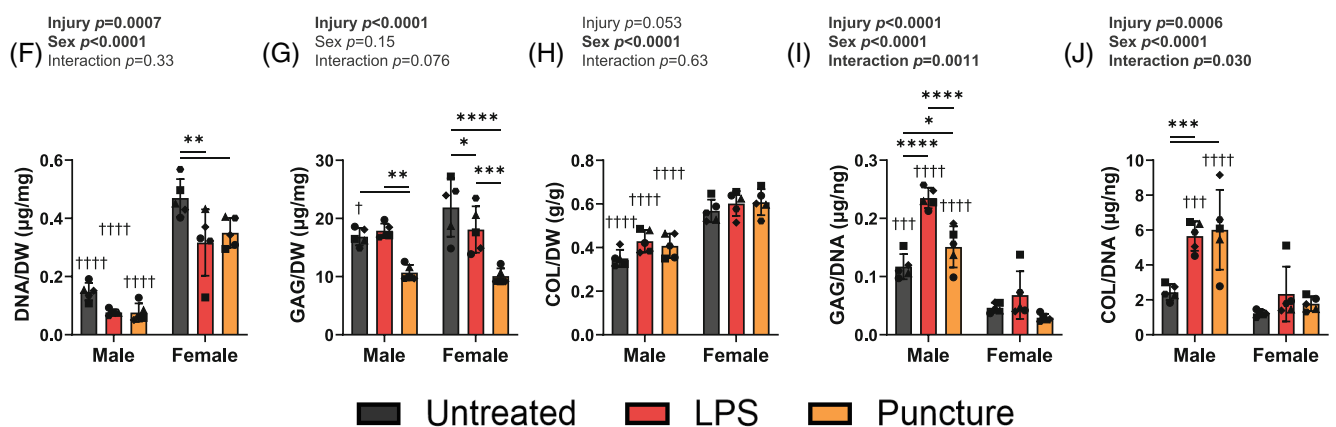 (F)
Injury p=0.0007
Sex p<0.0001
Interaction p=0.33
DNA/DW (µg/mg)
0.6
0.4
0.2
0.0
††††
††††
††††
**
Male
Female
(G)
Injury p<0.0001
Sex p=0.15
Interaction p=0.076
GAG/DW (µg/mg)
30
20
10
0
†
**
****
*
***
Male
Female
(H)
Injury p=0.053
Sex p<0.0001
Interaction p=0.63
COL/DW (g/g)
0.8
0.6
0.4
0.2
0.0
††††
††††
††††
Male
Female
(I)
Injury p<0.0001
Sex p<0.0001
Interaction p=0.0011
GAG/DNA (µg/ng)
0.3
0.2
0.1
0.0
****
*
****
†††
††††
††††
Male
Female
(J)
Injury p=0.0006
Sex p<0.0001
Interaction p=0.030
COL/DNA (µg/ng)
10
8
6
4
2
0
***
†††
††††
Male
Female
Untreated
LPS
Puncture